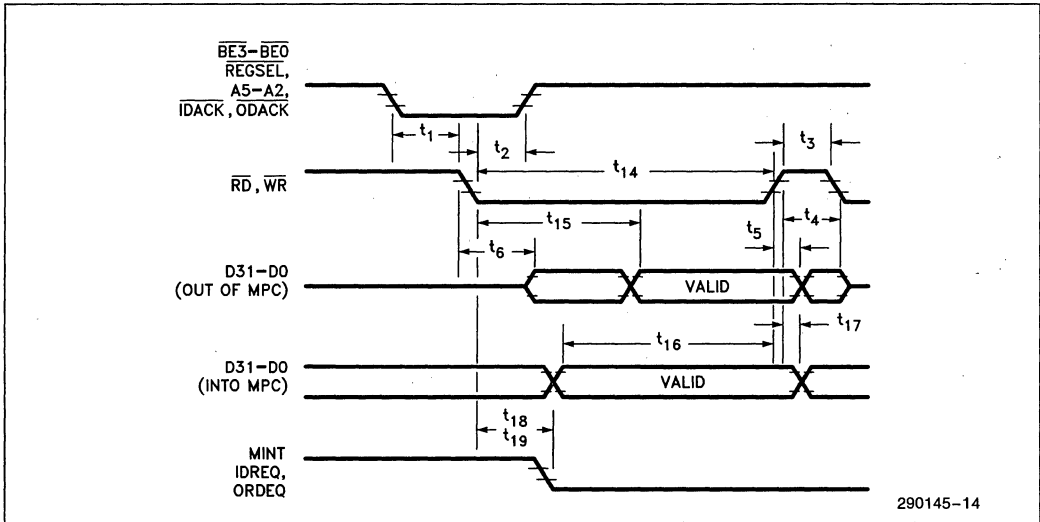 BE3-BE0
REGSEL,
A5-A2,
IDACK, ODACK
t1
t2
t3
t14
RD, WR
t15
t4
t5
t6
D31-D0
(OUT OF MPC)
VALID
t17
t16
D31-D0
(INTO MPC)
VALID
t18
t19
MINT
IDREQ,
ORDEQ
290145-14